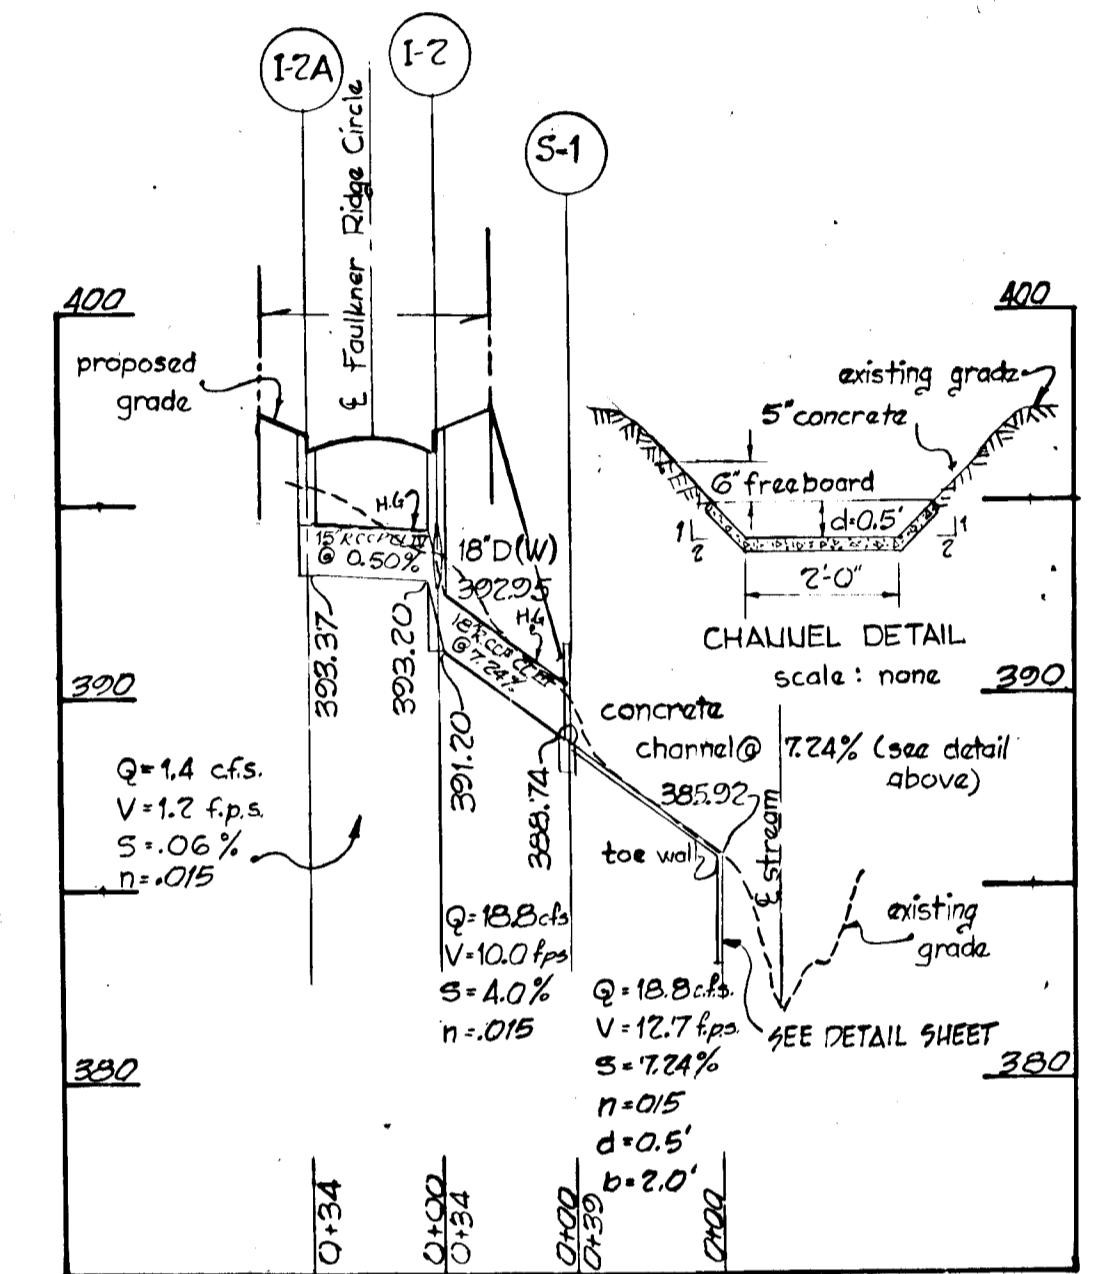 I-2A
I-2
S-1
℄ Faulkner Ridge Circle
400
400
proposed
grade
existing grade
5" concrete
6" freeboard
d=0.5'
1
2
1
2
2'-0"
CHANNEL DETAIL
scale : none
H.G
15" RCCP CL IV
@ 0.50%
18"D(W)
392.95
H.G
18" RCCP CL IV
@ 7.24%
393.37
393.20
391.20
388.74
390
390
concrete
channel @ 7.24% (see detail
above)
385.92
toe wall
℄ stream
existing
grade
Q=1.4 c.f.s.
V=1.2 f.p.s.
S=.06%
n=.015
Q=18.8cfs
V=10.0 fps
S=4.0%
n=.015
Q=18.8 c.f.s.
V=12.7 f.p.s.
S=7.24%
n=015
d=0.5'
b=2.0'
SEE DETAIL SHEET
380
380
0+34
0+00
0+34
0+00
0+39
0+00